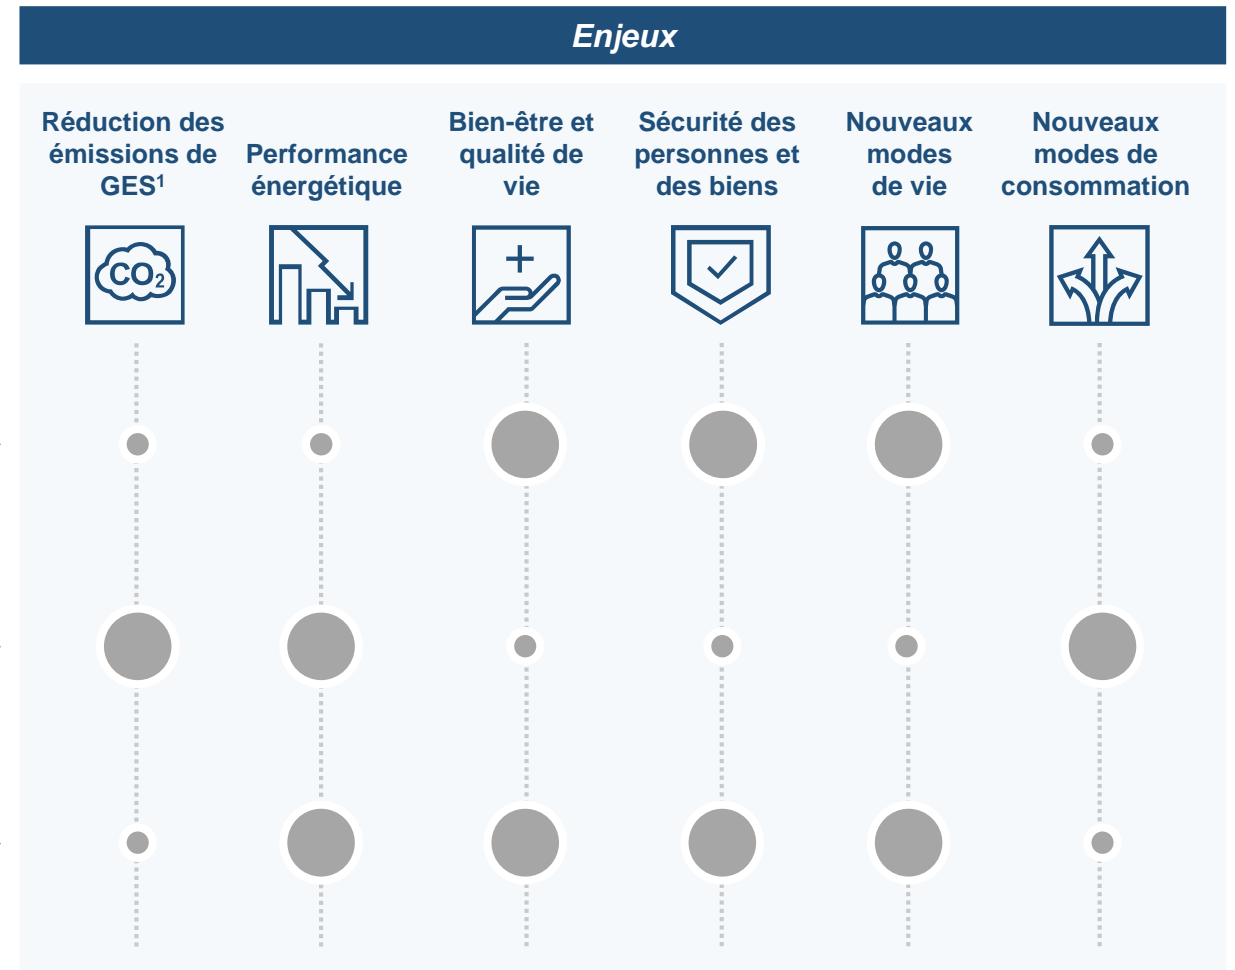 Enjeux
Réduction des
émissions de
GES¹
Performance
énergétique
Bien-être et
qualité de
vie
Sécurité des
personnes et
des biens
Nouveaux
modes
de vie
Nouveaux
modes de
consommation
CO₂